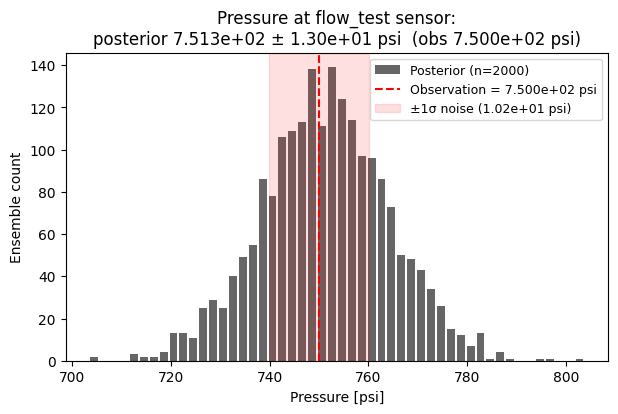 Pressure at flow_test sensor:
posterior 7.513e+02 ± 1.30e+01 psi  (obs 7.500e+02 psi)
Posterior (n=2000)
Observation = 7.500e+02 psi
±1σ noise (1.02e+01 psi)
Ensemble count
140
120
100
80
60
40
20
0
700 720 740 760 780 800
Pressure [psi]